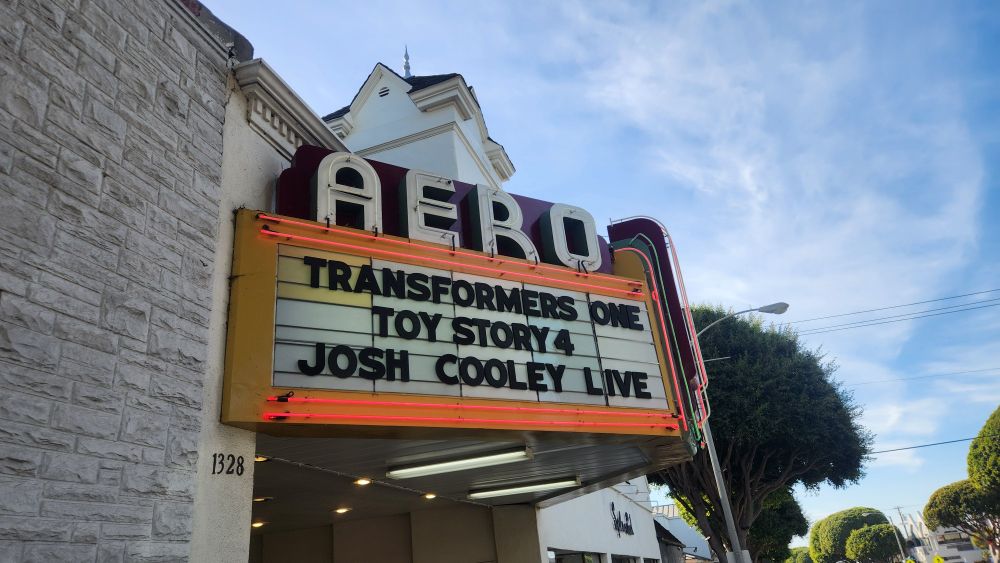 AERO
TRANSFORMERS ONE
TOY STORY 4
JOSH COOLEY LIVE
1328